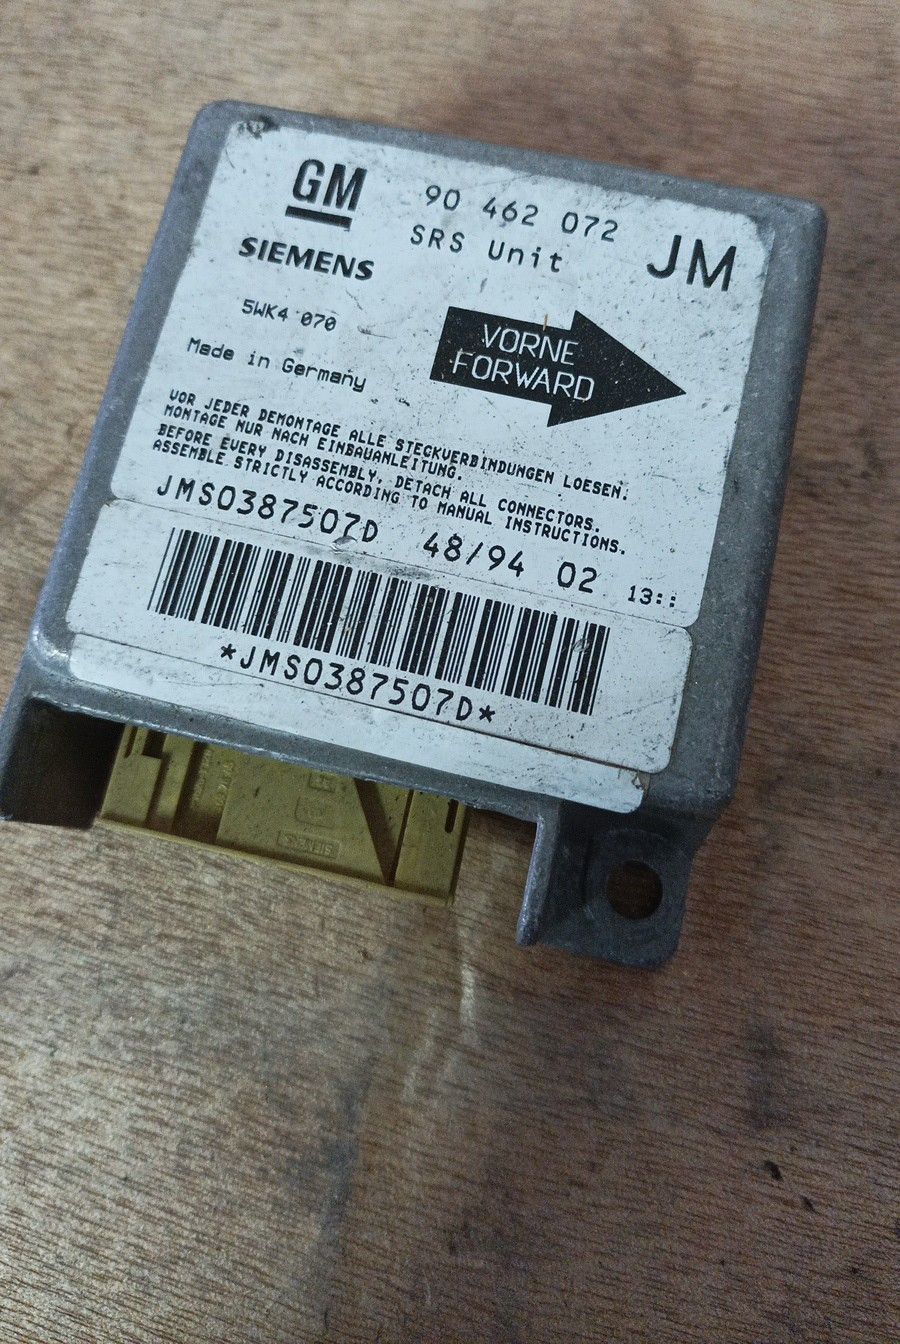 GM
90 462 072
SRS Unit
JM
SIEMENS
5WK4 070
Made in Germany
VORNE
FORWARD
VOR JEDER DEMONTAGE ALLE STECKVERBINDUNGEN LOESEN.
MONTAGE NUR NACH EINBAUANLEITUNG.
BEFORE EVERY DISASSEMBLY, DETACH ALL CONNECTORS.
ASSEMBLE STRICTLY ACCORDING TO MANUAL INSTRUCTIONS.
JMS0387507D 48/94 02 13::
*JMS0387507D*
SIEMENS